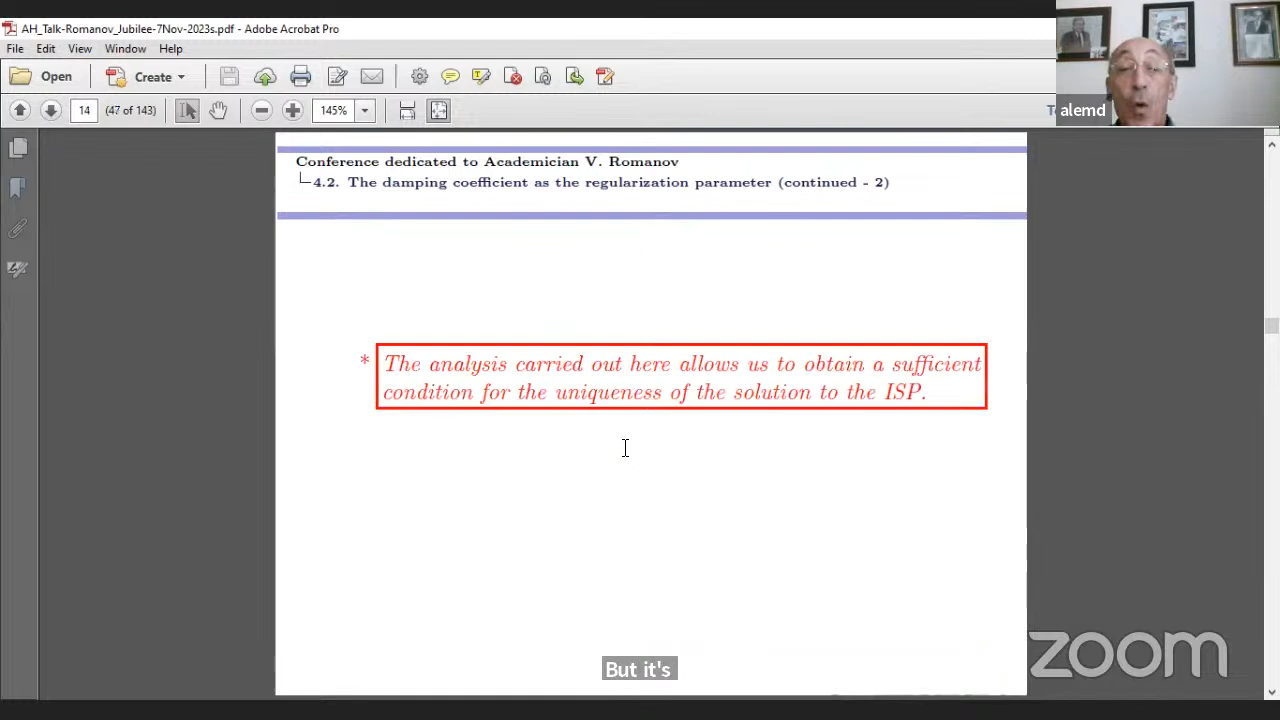 AH_Talk-Romanov_Jubilee-7Nov-2023s.pdf - Adobe Acrobat Pro
File Edit View Window Help
Open Create
14 (47 of 143) 145%
alemd
Conference dedicated to Academician V. Romanov
4.2. The damping coefficient as the regularization parameter (continued - 2)
* The analysis carried out here allows us to obtain a sufficient
condition for the uniqueness of the solution to the ISP.
But it's
zoom